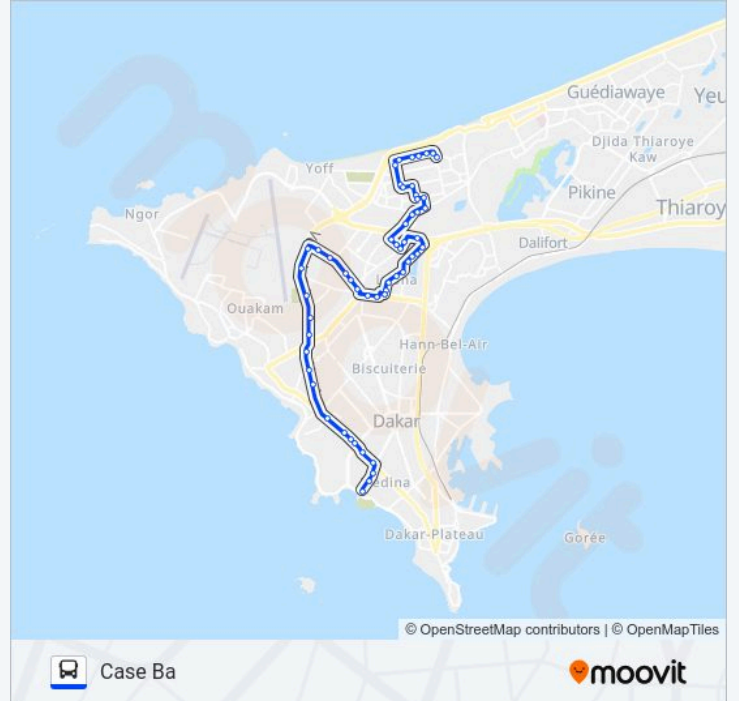 Guédiawaye
Yeu
Djida Thiaroye
Kaw
Yoff
Pikine
Ngor
Thiaroy
Dalifort
Ouakam
Hann-Bel-Air
Biscuiterie
Dakar
edina
Dakar-Plateau
Gorée
© OpenStreetMap contributors | © OpenMapTiles
Case Ba
moovit